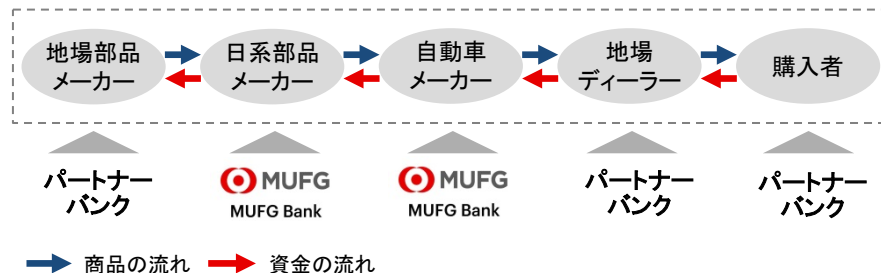 地場部品
メーカー
日系部品
メーカー
自動車
メーカー
地場
ディーラー
購入者
パートナー
バンク
MUFG
MUFG Bank
MUFG
MUFG Bank
パートナー
バンク
パートナー
バンク
商品の流れ
資金の流れ